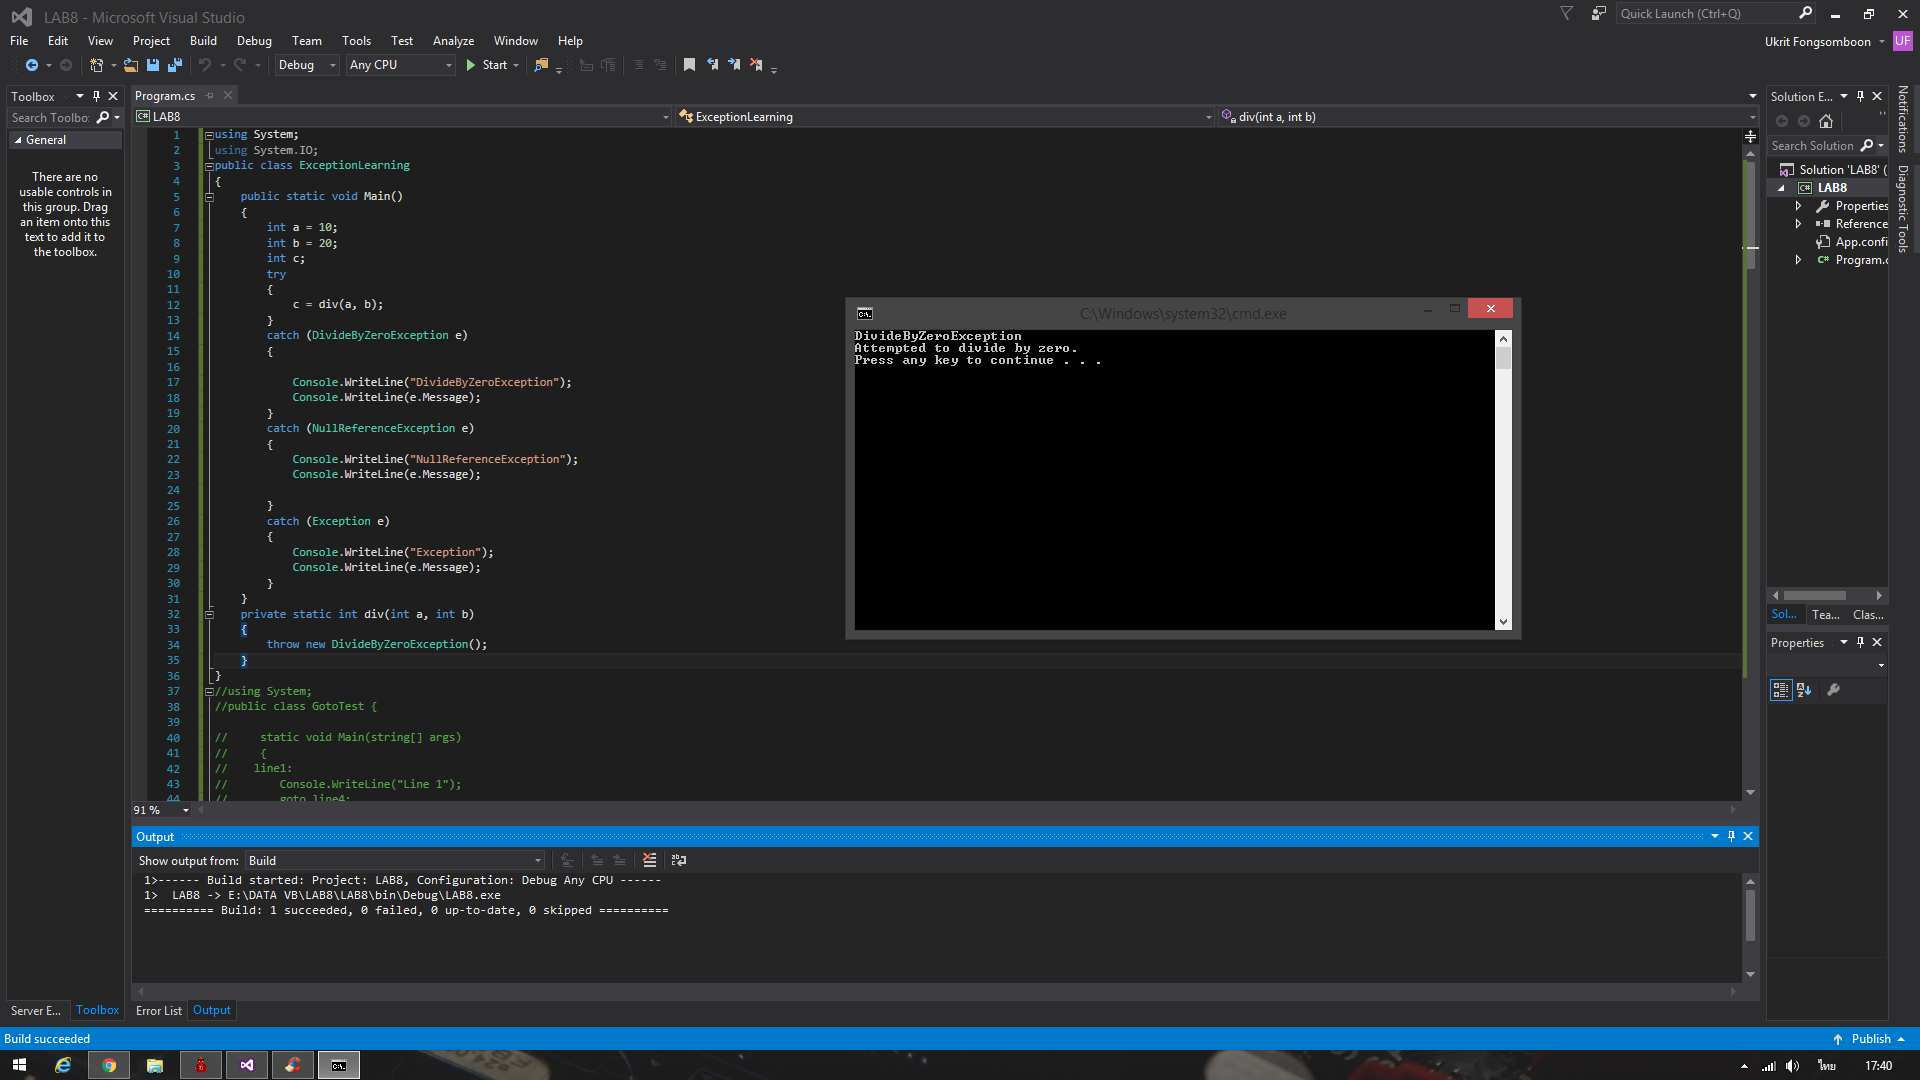 LAB8 - Microsoft Visual Studio
Quick Launch (Ctrl+Q)
File Edit View Project Build Debug Team Tools Test Analyze Window Help
Ukrit Fongsomboon UF
Debug Any CPU Start
Toolbox
Search Toolbo
General
There are no
usable controls in
this group. Drag
an item onto this
text to add it to
the toolbox.
Program.cs
LAB8 ExceptionLearning div(int a, int b)
1 using System;
2 using System.IO;
3 public class ExceptionLearning
4 {
5 public static void Main()
6 {
7 int a = 10;
8 int b = 20;
9 int c;
10 try
11 {
12 c = div(a, b);
13 }
14 catch (DivideByZeroException e)
15 {
16
17 Console.WriteLine("DivideByZeroException");
18 Console.WriteLine(e.Message);
19 }
20 catch (NullReferenceException e)
21 {
22 Console.WriteLine("NullReferenceException");
23 Console.WriteLine(e.Message);
24
25 }
26 catch (Exception e)
27 {
28 Console.WriteLine("Exception");
29 Console.WriteLine(e.Message);
30 }
31 }
32 private static int div(int a, int b)
33 {
34 throw new DivideByZeroException();
35 }
36 }
37 //using System;
38 //public class GotoTest {
39
40 // static void Main(string[] args)
41 // {
42 // line1:
43 // Console.WriteLine("Line 1");
44 // goto line4;
91 %
C:\Windows\system32\cmd.exe
DivideByZeroException
Attempted to divide by zero.
Press any key to continue . . .
Solution E...
Search Solution
Solution 'LAB8' (
LAB8
Properties
Reference
App.confi
Program.c
Sol... Tea... Clas...
Properties
Notifications
Diagnostic Tools
Output
Show output from: Build
1>------ Build started: Project: LAB8, Configuration: Debug Any CPU ------
1> LAB8 -> E:\DATA VB\LAB8\LAB8\bin\Debug\LAB8.exe
========== Build: 1 succeeded, 0 failed, 0 up-to-date, 0 skipped ==========
Server E... Toolbox Error List Output
Build succeeded
Publish
ไทย 17:40